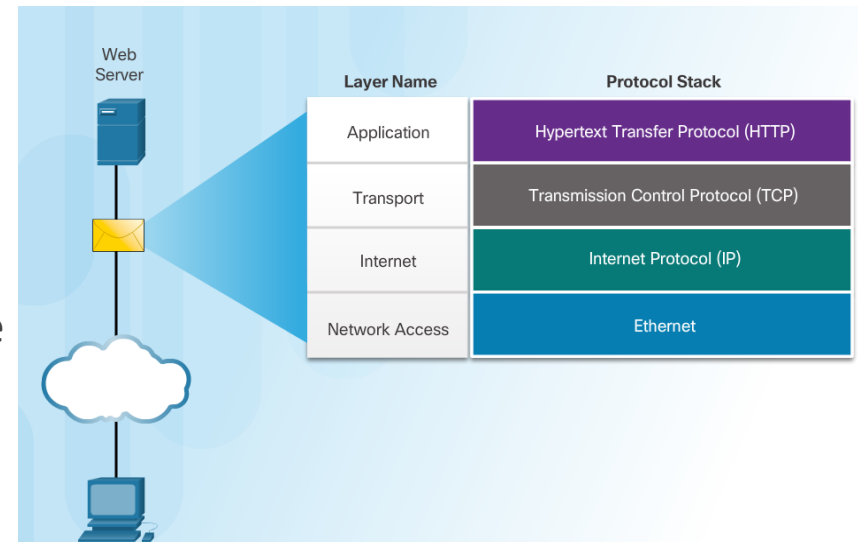 Web
Server
Layer Name
Protocol Stack
Application
Hypertext Transfer Protocol (HTTP)
Transport
Transmission Control Protocol (TCP)
Internet
Internet Protocol (IP)
e
Network Access
Ethernet